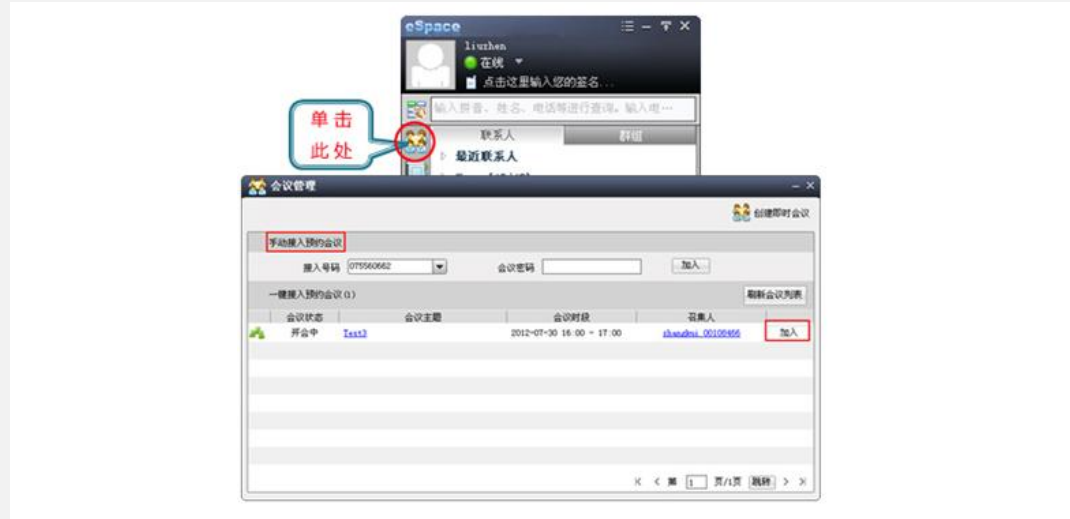 eSpace
liuzhen
在线
点击这里输入您的签名...
单击
此处
输入拼音、姓名、电话等进行查询。输入电…
联系人 群组
最近联系人
会议管理
创建即时会议
手动接入预约会议
接入号码 075560662 会议密码 加入
一键接入预约会议(1) 刷新会议列表
会议状态 会议主题 会议时段 召集人
开会中 Test3 2012-07-30 16:00 - 17:00 加入
第 1 页/1页 跳转